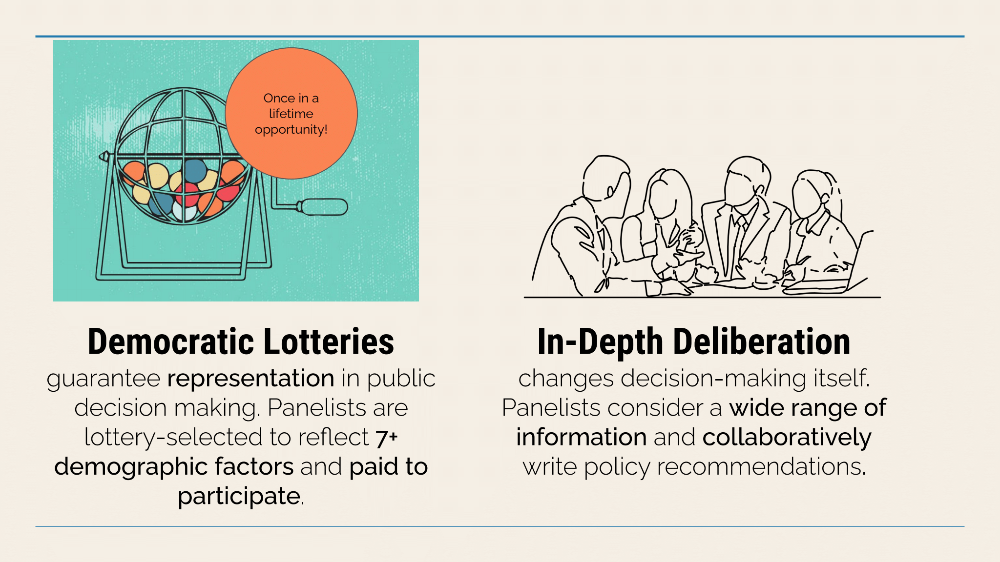 Once in a
lifetime
opportunity!
Democratic Lotteries
guarantee representation in public
decision making. Panelists are
lottery-selected to reflect 7+
demographic factors and paid to
participate.
In-Depth Deliberation
changes decision-making itself.
Panelists consider a wide range of
information and collaboratively
write policy recommendations.